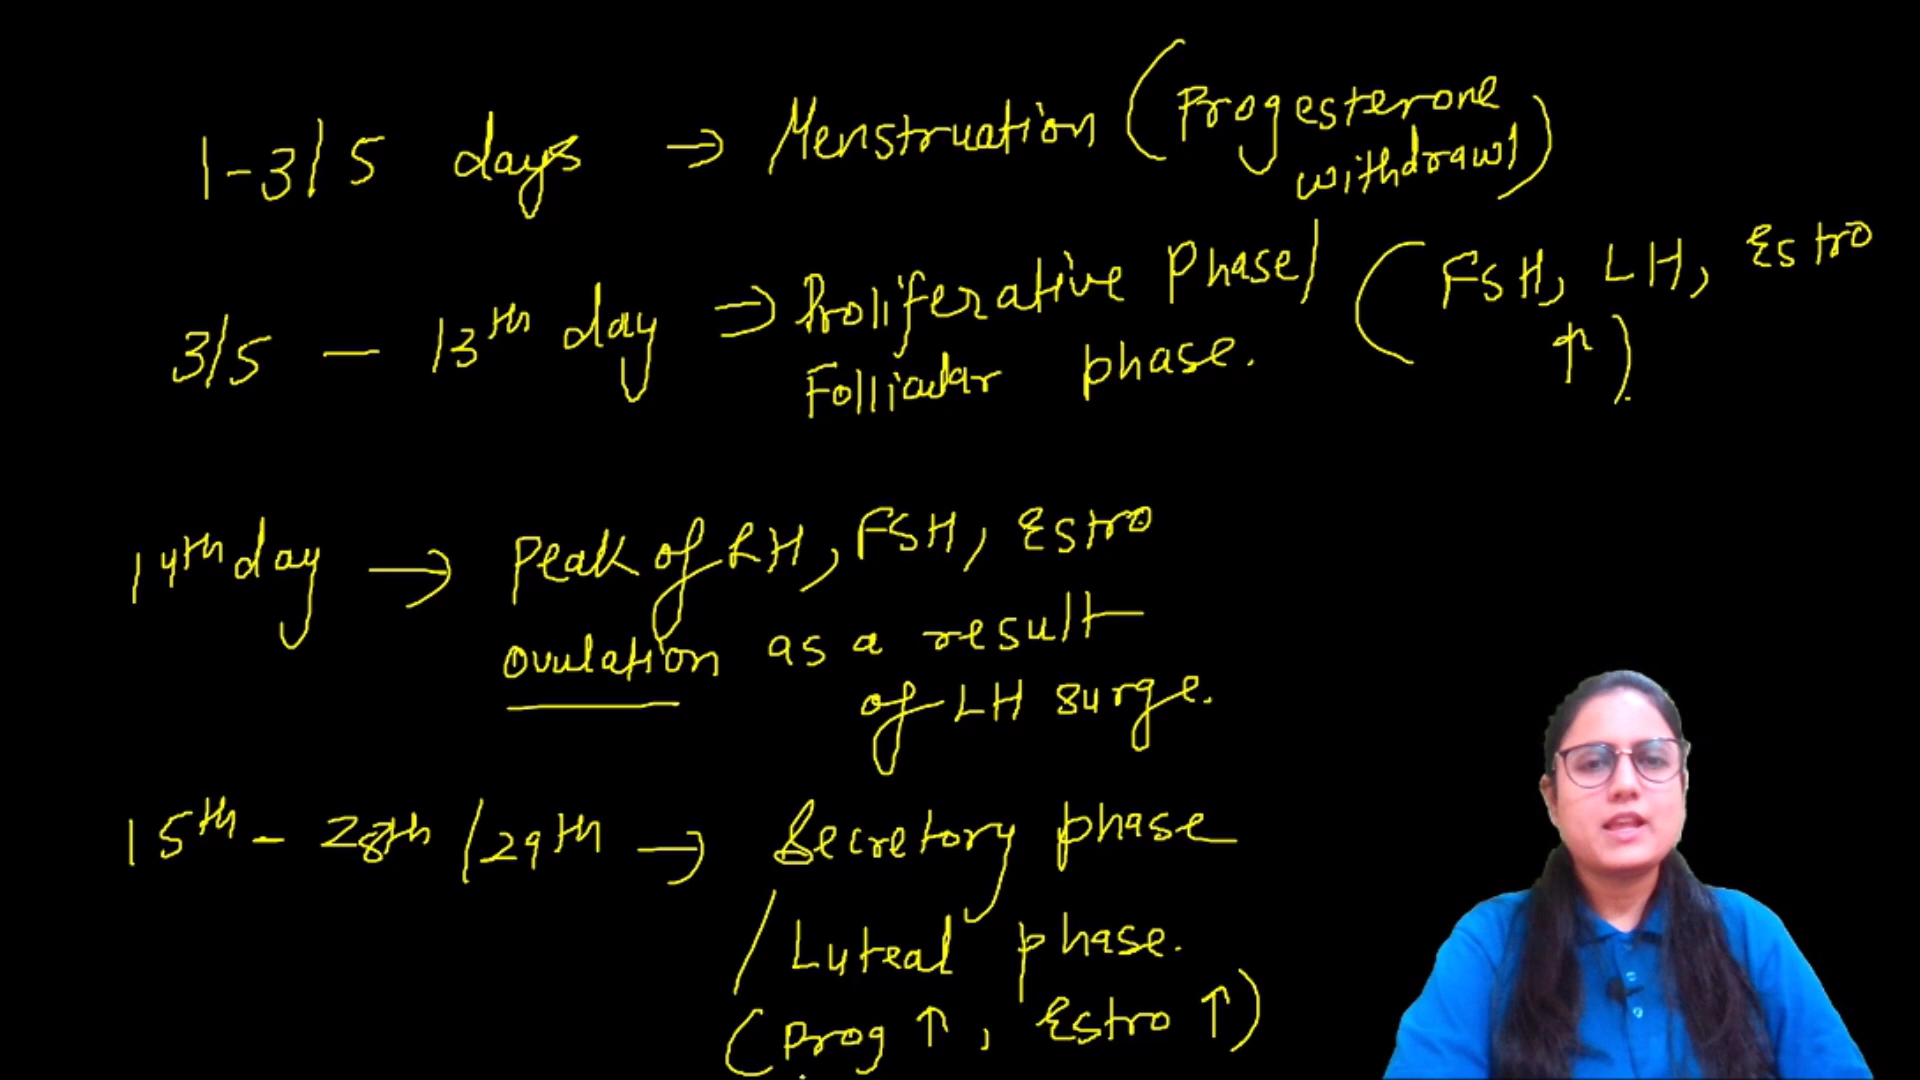 1-3/5 days → Menstruation (Progesterone
withdrawl)
3/5 — 13th day → Proliferative Phase/ (FSH, LH, Estro
Follicular phase. ↑).
14th day → Peak of LH, FSH, Estro
ovulation as a result
of LH surge.
15th - 28th /29th → Secretory phase
/ Luteal phase.
(Prog ↑, Estro ↑)